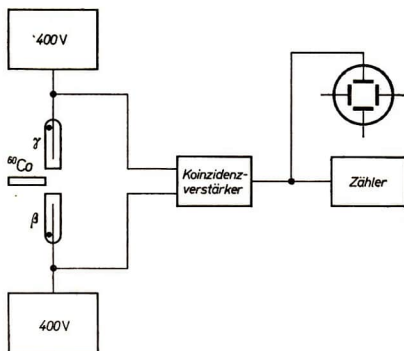 400V
γ
⁶⁰Co
β
400V
Koinzidenz-
verstärker
Zähler